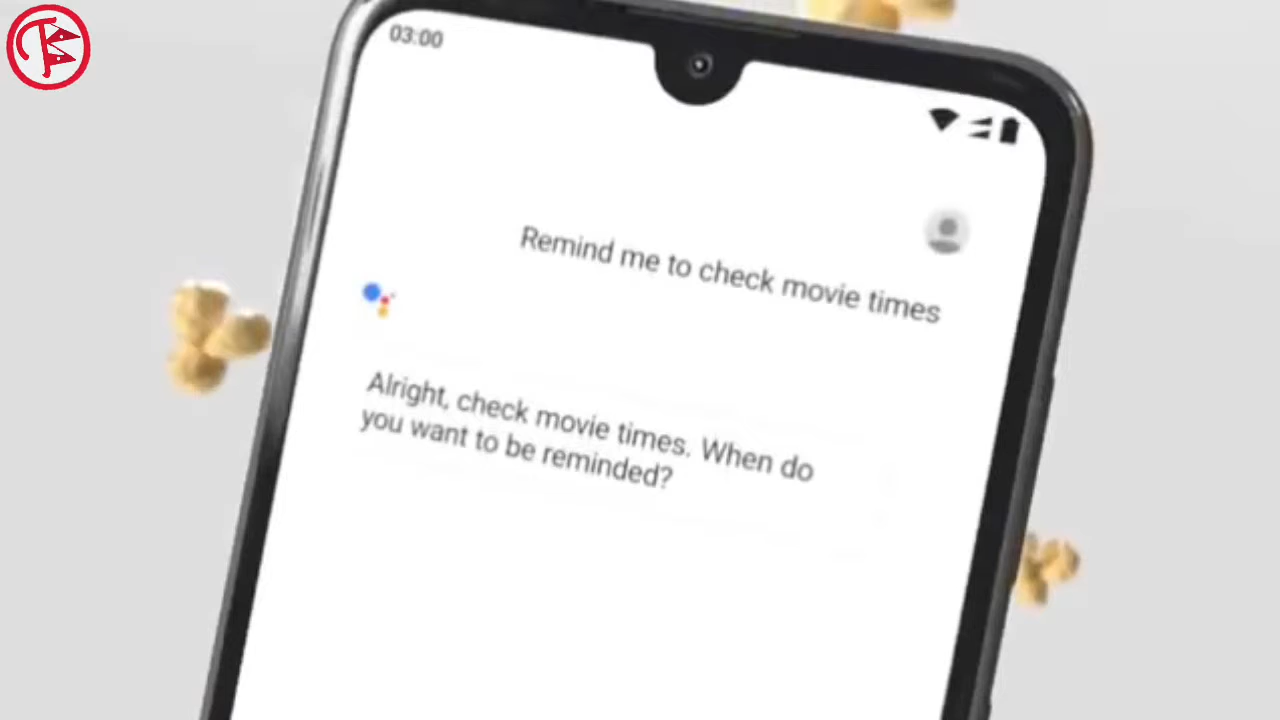 03:00
Remind me to check movie times
Alright, check movie times. When do
you want to be reminded?